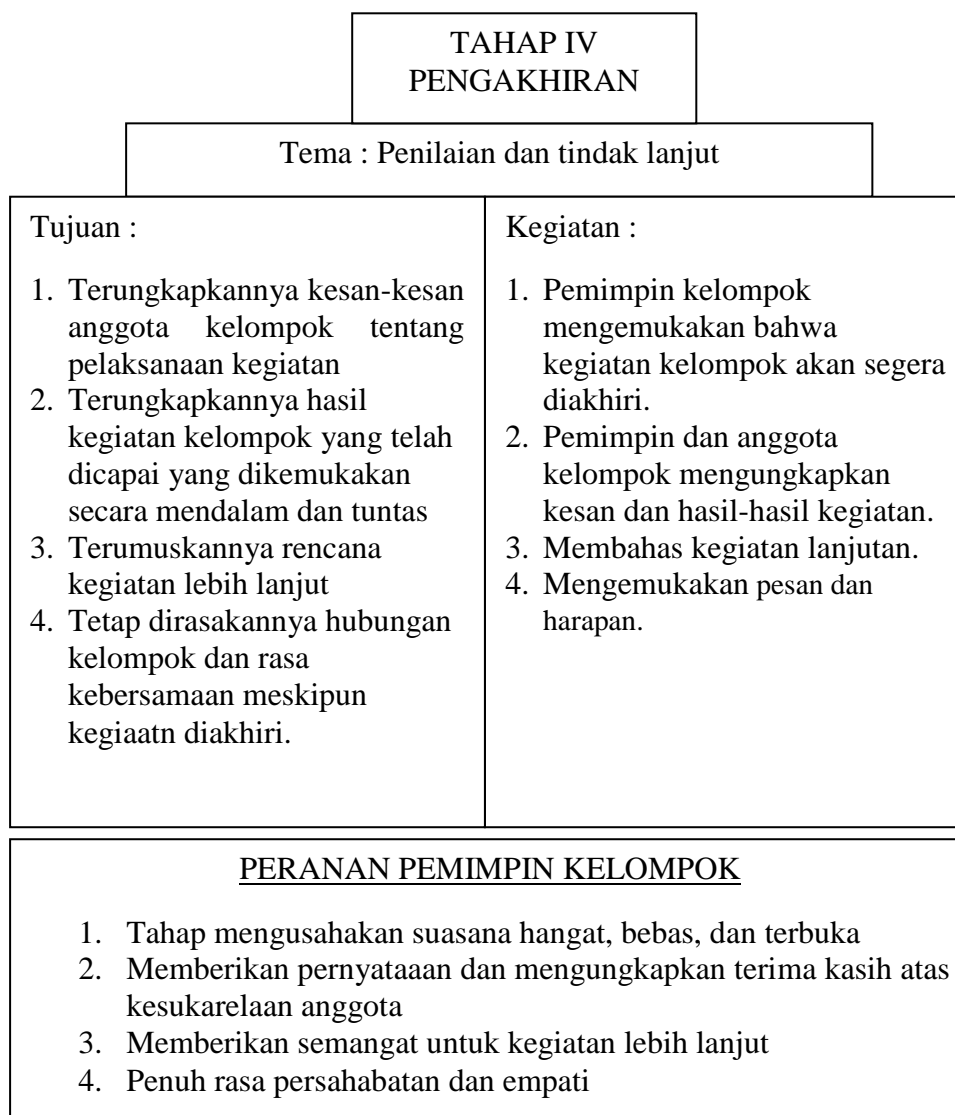 TAHAP IV
PENGAKHIRAN
Tema : Penilaian dan tindak lanjut
Tujuan :
1. Terungkapkannya kesan-kesan
anggota kelompok tentang
pelaksanaan kegiatan
2. Terungkapkannya hasil
kegiatan kelompok yang telah
dicapai yang dikemukakan
secara mendalam dan tuntas
3. Terumuskannya rencana
kegiatan lebih lanjut
4. Tetap dirasakannya hubungan
kelompok dan rasa
kebersamaan meskipun
kegiaatn diakhiri.
Kegiatan :
1. Pemimpin kelompok
mengemukakan bahwa
kegiatan kelompok akan segera
diakhiri.
2. Pemimpin dan anggota
kelompok mengungkapkan
kesan dan hasil-hasil kegiatan.
3. Membahas kegiatan lanjutan.
4. Mengemukakan pesan dan
harapan.
PERANAN PEMIMPIN KELOMPOK
1. Tahap mengusahakan suasana hangat, bebas, dan terbuka
2. Memberikan pernyataaan dan mengungkapkan terima kasih atas
kesukarelaan anggota
3. Memberikan semangat untuk kegiatan lebih lanjut
4. Penuh rasa persahabatan dan empati